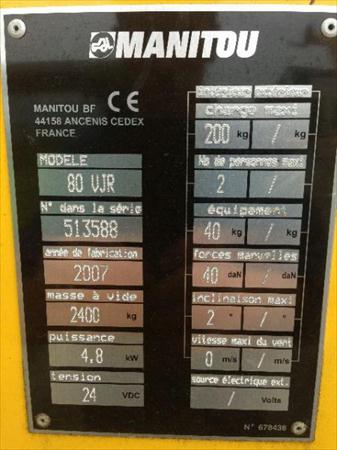 MANITOU
MANITOU BF CE
44158 ANCENIS CEDEX
FRANCE
MODELE
80 VJR
N° dans la série
513588
année de fabrication
2007
masse à vide
2400 kg
puissance
4.8 kW
tension
24 VDC
charge maxi
200 kg /
Nb de personnes maxi
2 /
équipement
40 kg / kg
forces manuelles
40 daN / daN
inclinaison maxi
2 ° / °
vitesse maxi du vent
0 m/s / m/s
source électrique ext.
/ Volts
N° 678436